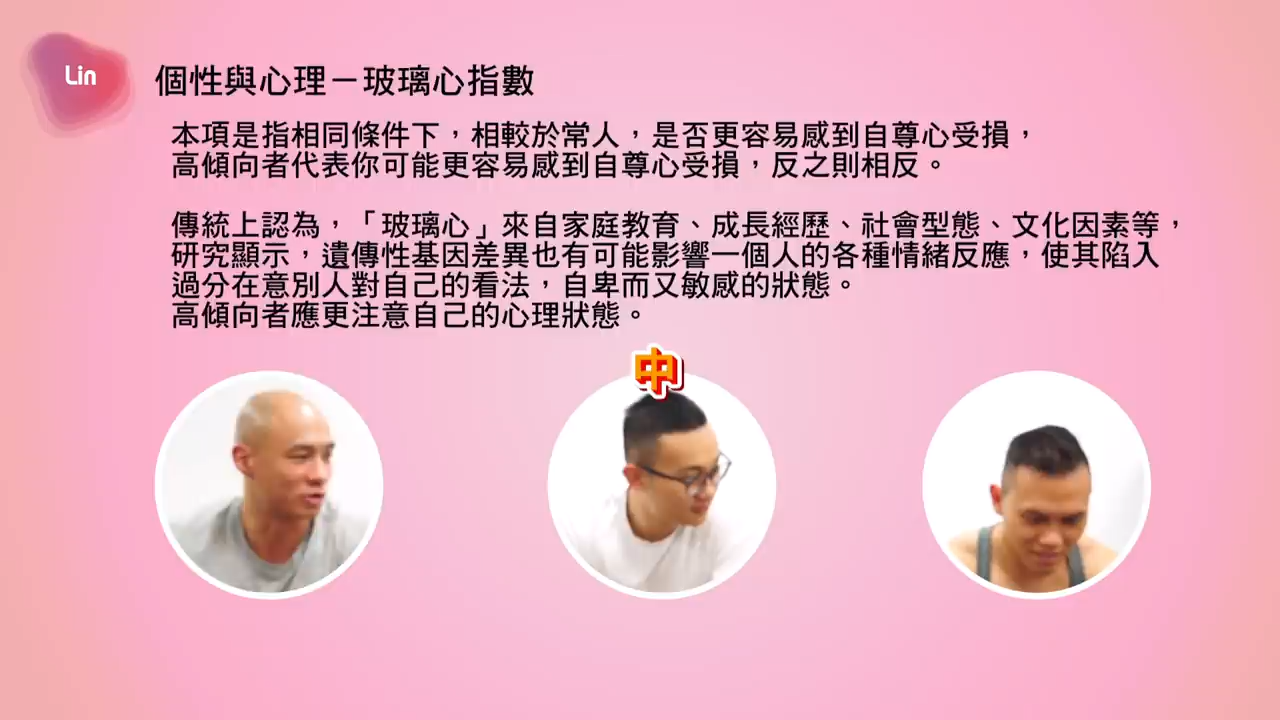 Lin
個性與心理－玻璃心指數
本項是指相同條件下，相較於常人，是否更容易感到自尊心受損，
高傾向者代表你可能更容易感到自尊心受損，反之則相反。
傳統上認為，「玻璃心」來自家庭教育、成長經歷、社會型態、文化因素等，
研究顯示，遺傳性基因差異也有可能影響一個人的各種情緒反應，使其陷入
過分在意別人對自己的看法，自卑而又敏感的狀態。
高傾向者應更注意自己的心理狀態。
中